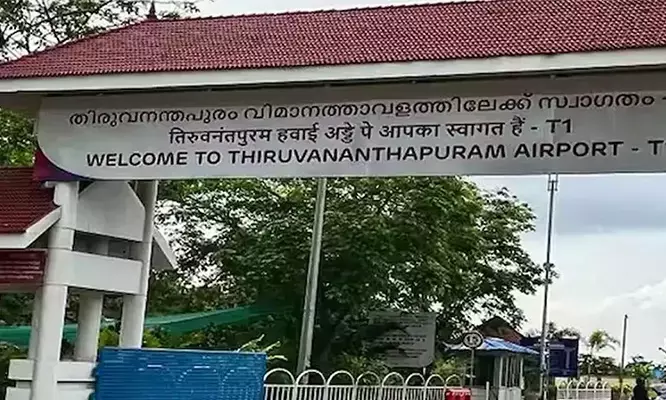 തിരുവനന്തപുരം വിമാനത്താവളത്തിലേക്ക് സ്വാഗതം
तिरुवनंतपुरम हवाई अड्डे पे आपका स्वागत हैं - T1
WELCOME TO THIRUVANANTHAPURAM AIRPORT - T